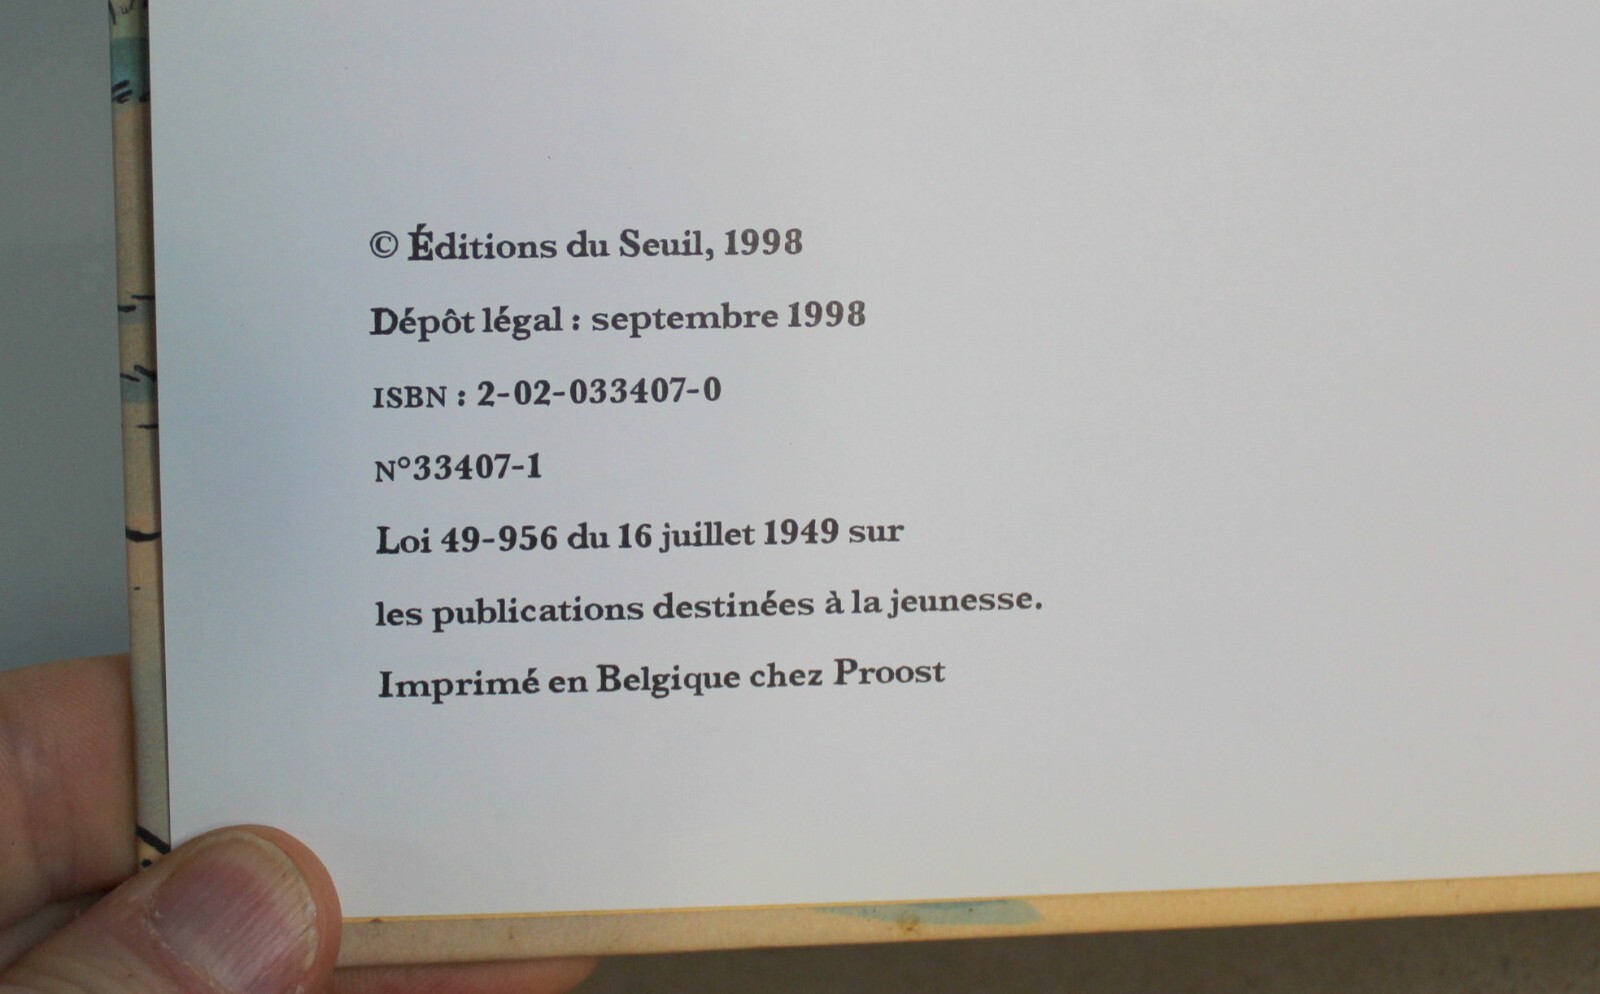 © Éditions du Seuil, 1998
Dépôt légal : septembre 1998
ISBN : 2-02-033407-0
N°33407-1
Loi 49-956 du 16 juillet 1949 sur
les publications destinées à la jeunesse.
Imprimé en Belgique chez Proost